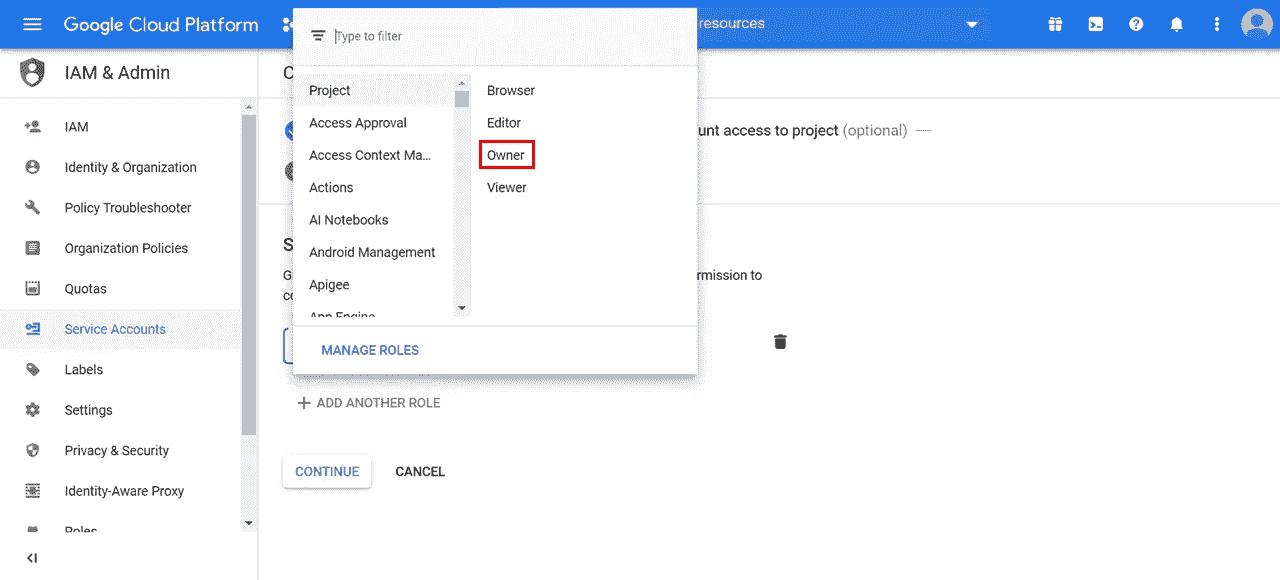 Google Cloud Platform
resources
Type to filter
IAM & Admin
IAM
Identity & Organization
Policy Troubleshooter
Organization Policies
Quotas
Service Accounts
Labels
Settings
Privacy & Security
Identity-Aware Proxy
Roles
Project
Access Approval
Access Context Ma...
Actions
AI Notebooks
Android Management
Apigee
App Engine
Browser
Editor
Owner
Viewer
MANAGE ROLES
unt access to project (optional)
rmission to
ADD ANOTHER ROLE
CONTINUE
CANCEL